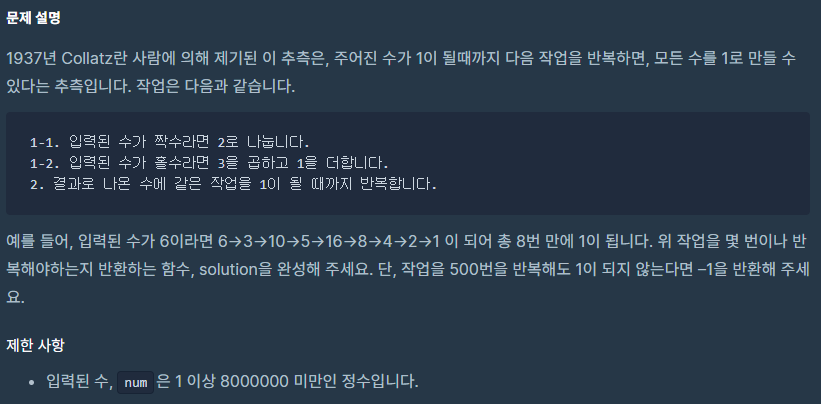 문제 설명
1937년 Collatz란 사람에 의해 제기된 이 추측은, 주어진 수가 1이 될때까지 다음 작업을 반복하면, 모든 수를 1로 만들 수
있다는 추측입니다. 작업은 다음과 같습니다.
1-1. 입력된 수가 짝수라면 2로 나눕니다.
1-2. 입력된 수가 홀수라면 3을 곱하고 1을 더합니다.
2. 결과로 나온 수에 같은 작업을 1이 될 때까지 반복합니다.
예를 들어, 입력된 수가 6이라면 6→3→10→5→16→8→4→2→1 이 되어 총 8번 만에 1이 됩니다. 위 작업을 몇 번이나 반
복해야하는지 반환하는 함수, solution을 완성해 주세요. 단, 작업을 500번을 반복해도 1이 되지 않는다면 –1을 반환해 주세
요.
제한 사항
• 입력된 수, num 은 1 이상 8000000 미만인 정수입니다.